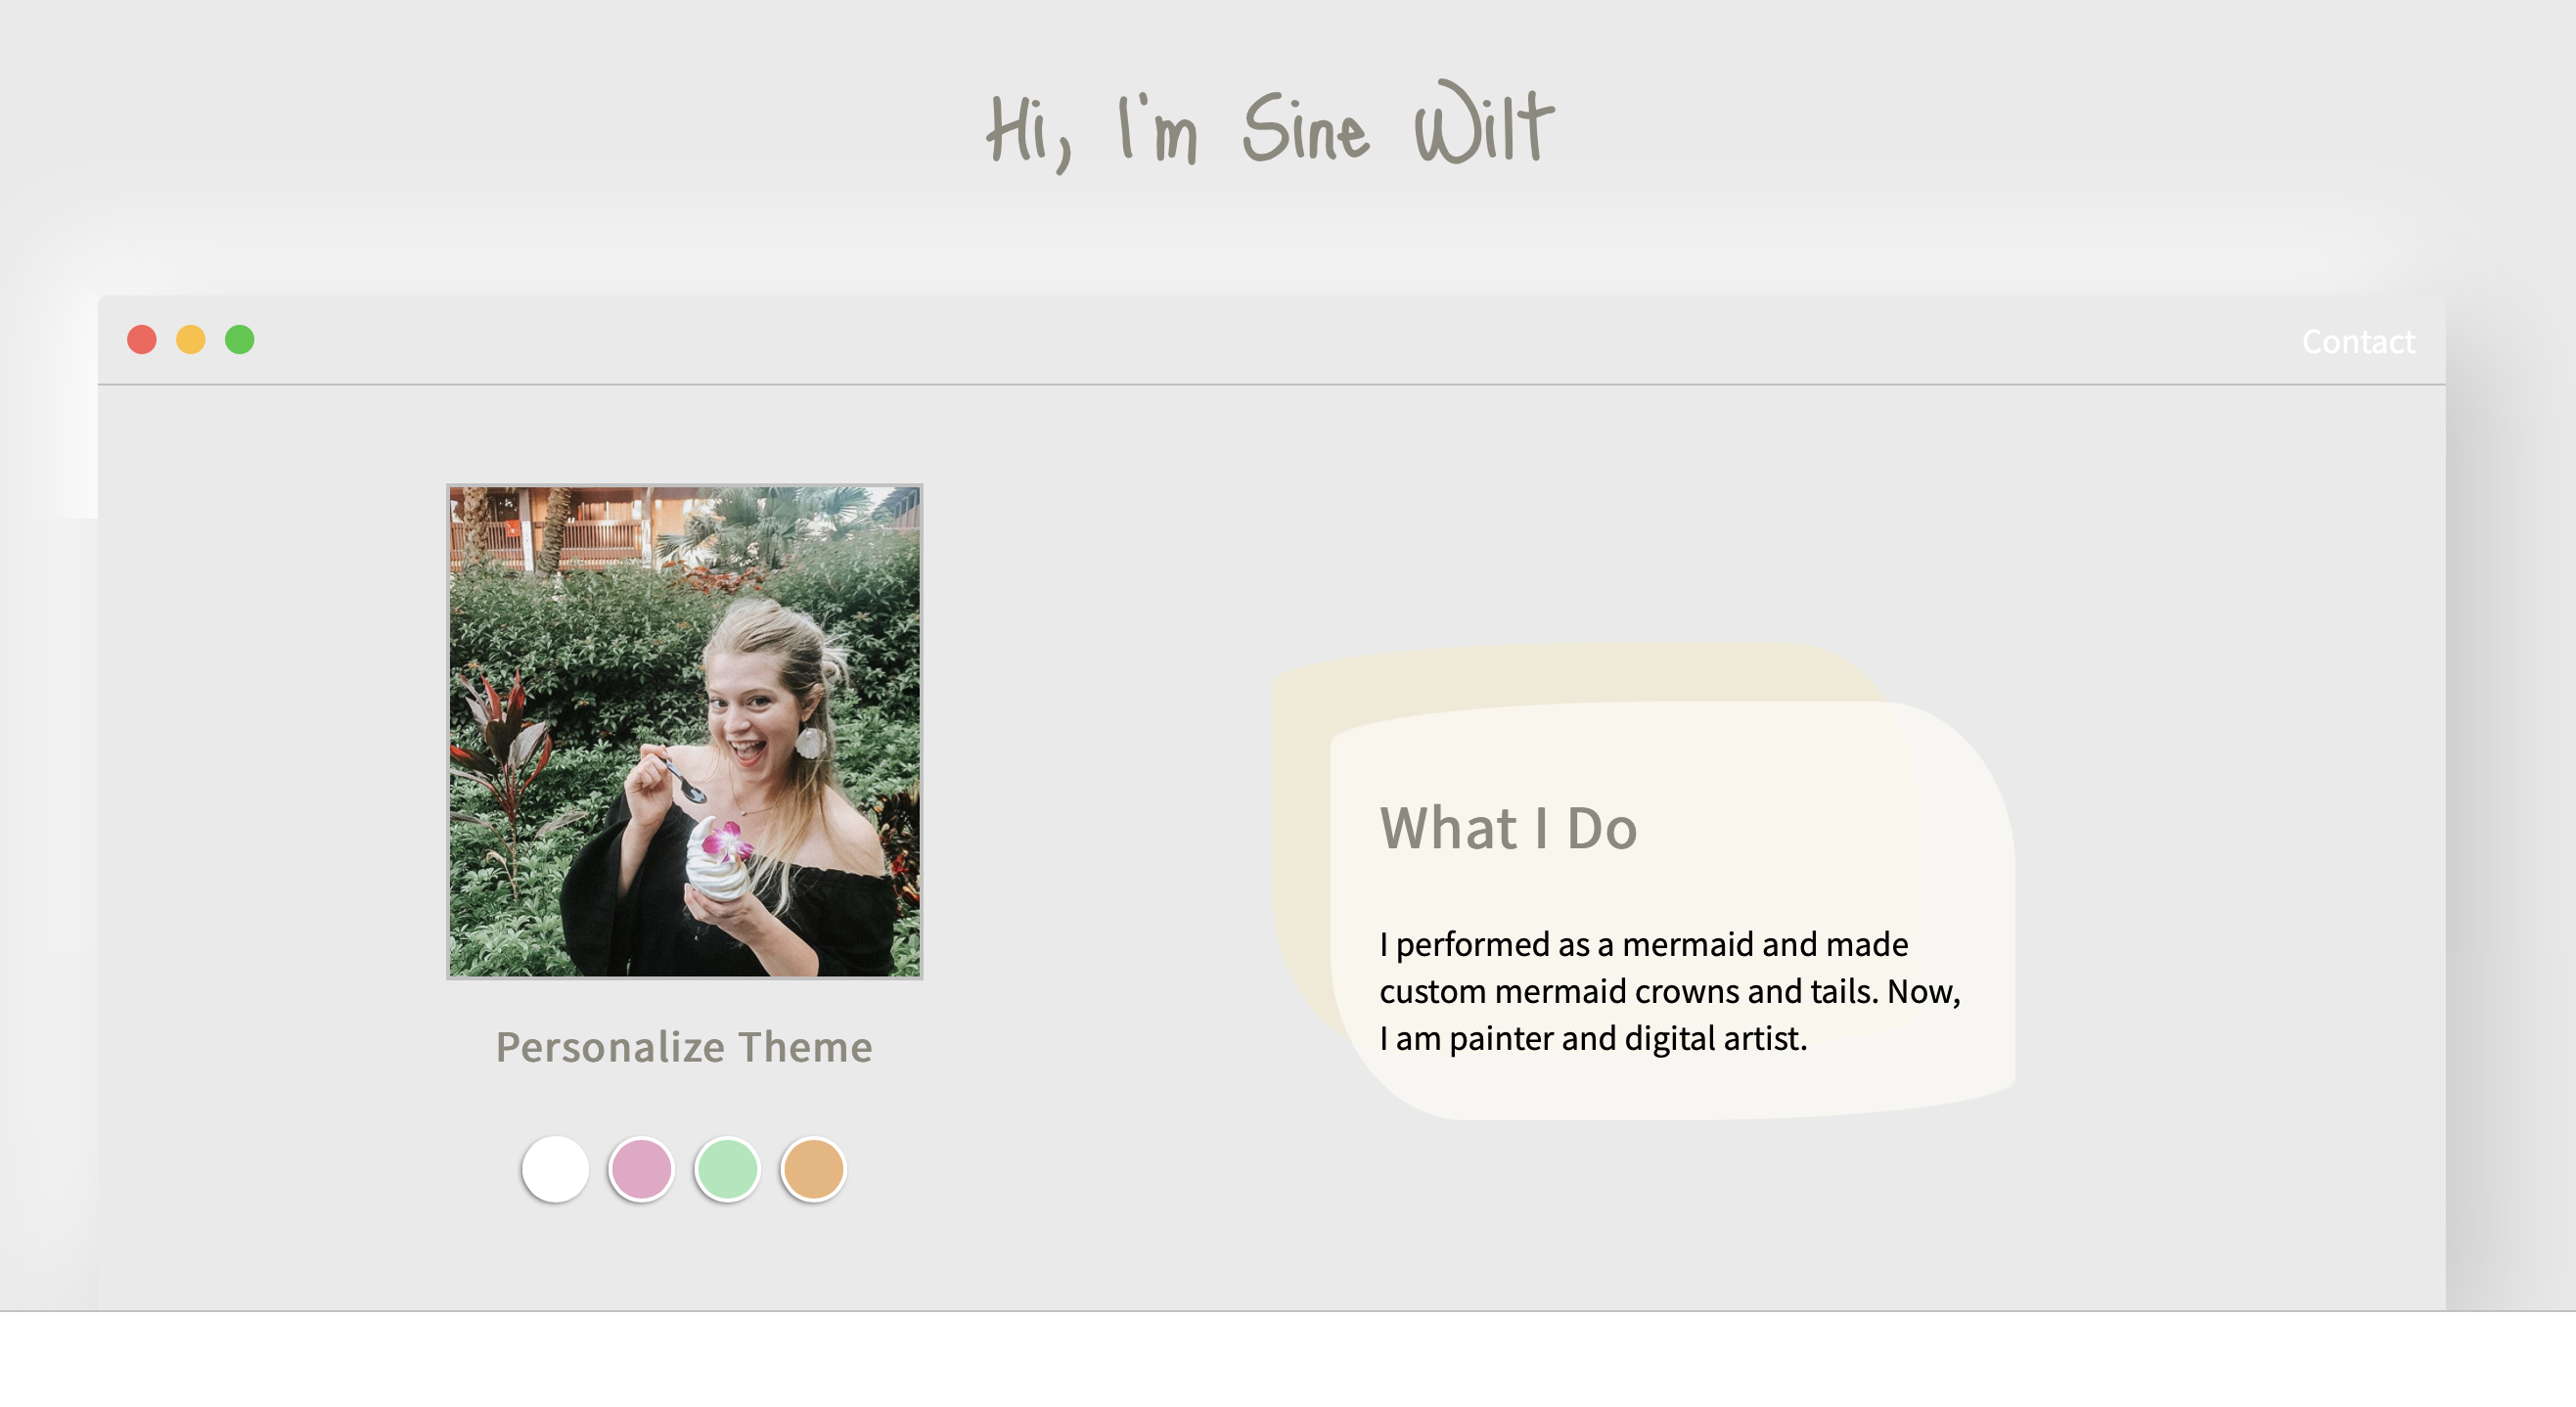 Hi, I'm Sine Wilt
Contact
What I Do
I performed as a mermaid and made
custom mermaid crowns and tails. Now,
I am painter and digital artist.
Personalize Theme